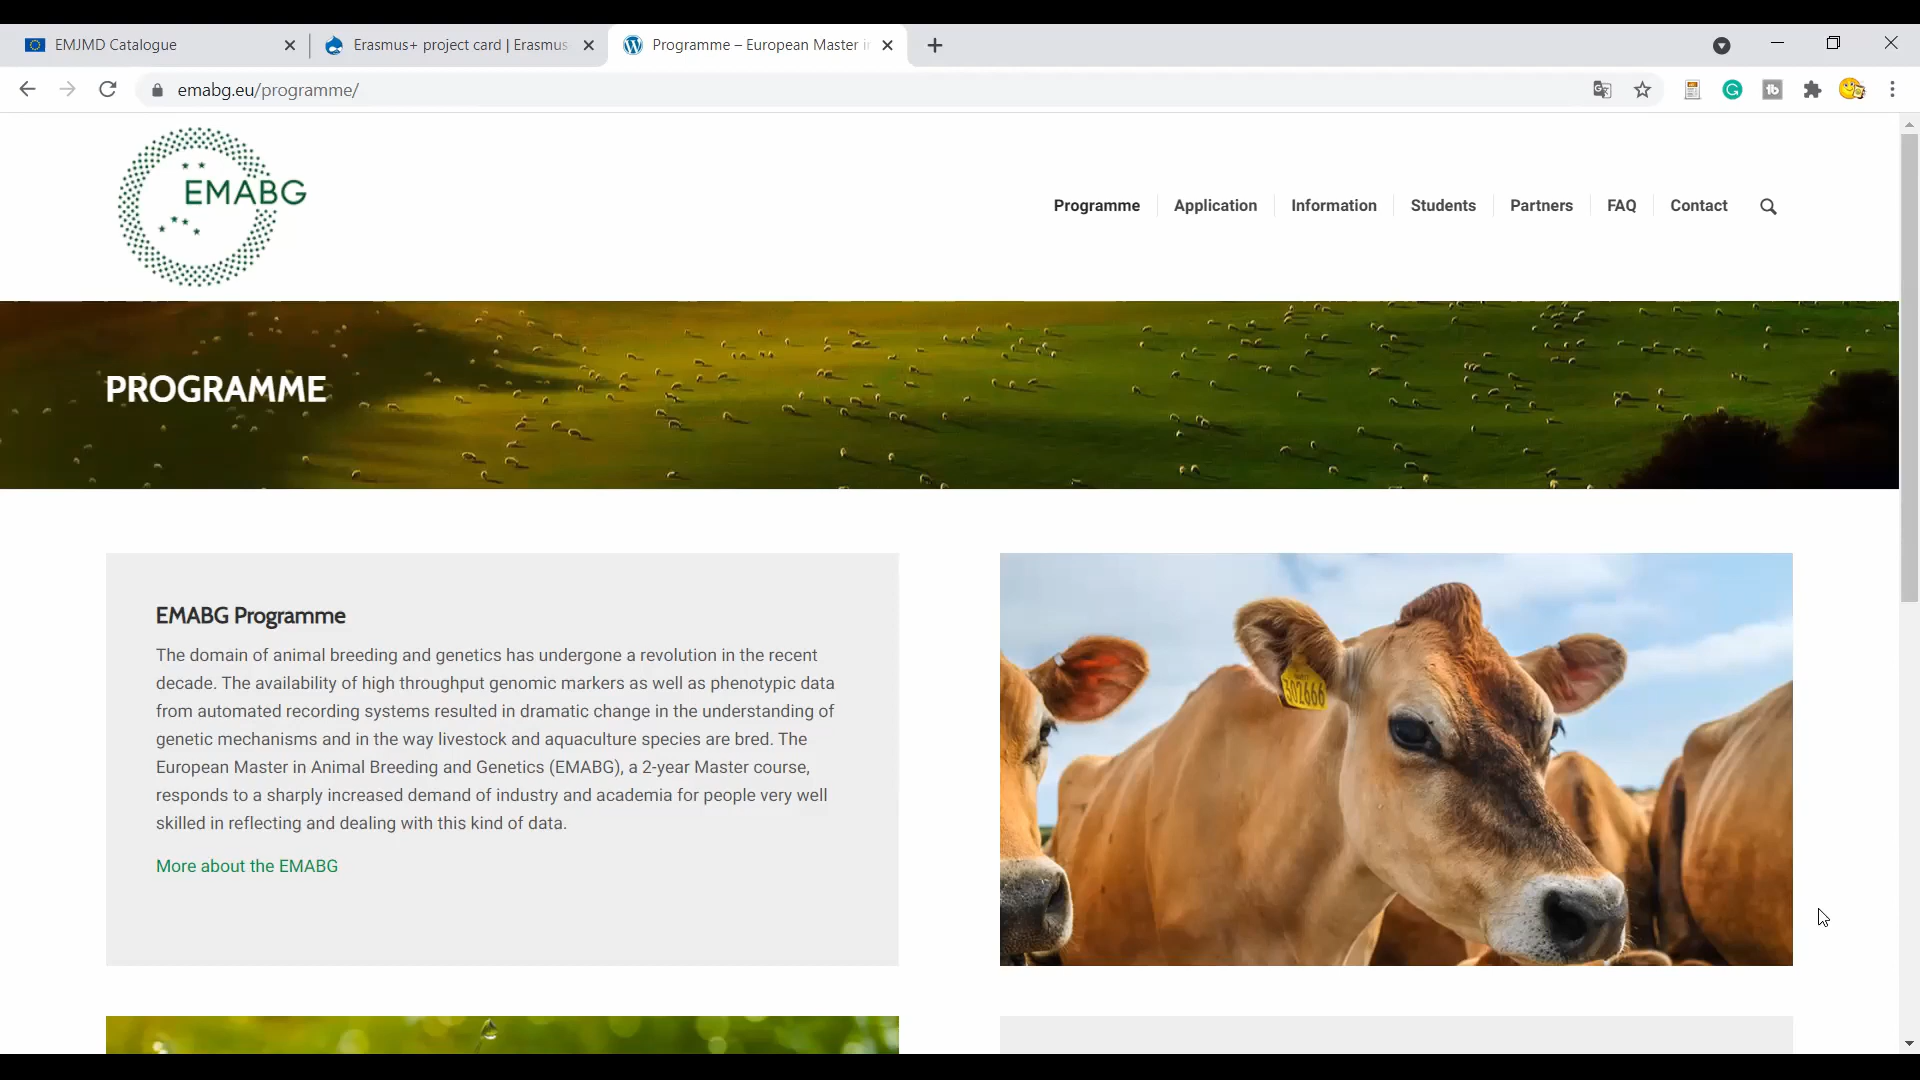 EMJMD Catalogue
Erasmus+ project card | Erasmus
Programme – European Master i
emabg.eu/programme/
EMABG
Programme
Application
Information
Students
Partners
FAQ
Contact
PROGRAMME
EMABG Programme
The domain of animal breeding and genetics has undergone a revolution in the recent
decade. The availability of high throughput genomic markers as well as phenotypic data
from automated recording systems resulted in dramatic change in the understanding of
genetic mechanisms and in the way livestock and aquaculture species are bred. The
European Master in Animal Breeding and Genetics (EMABG), a 2-year Master course,
responds to a sharply increased demand of industry and academia for people very well
skilled in reflecting and dealing with this kind of data.
More about the EMABG
302666